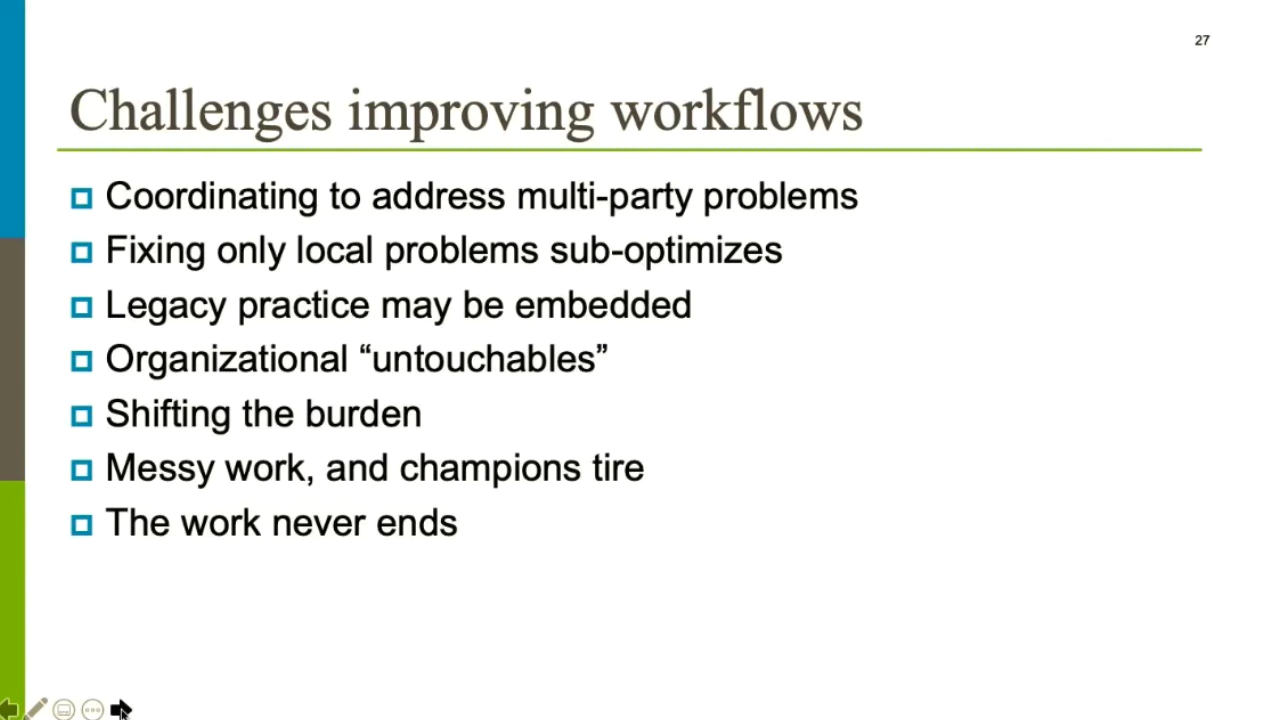 27
Challenges improving workflows
Coordinating to address multi-party problems
Fixing only local problems sub-optimizes
Legacy practice may be embedded
Organizational “untouchables”
Shifting the burden
Messy work, and champions tire
The work never ends